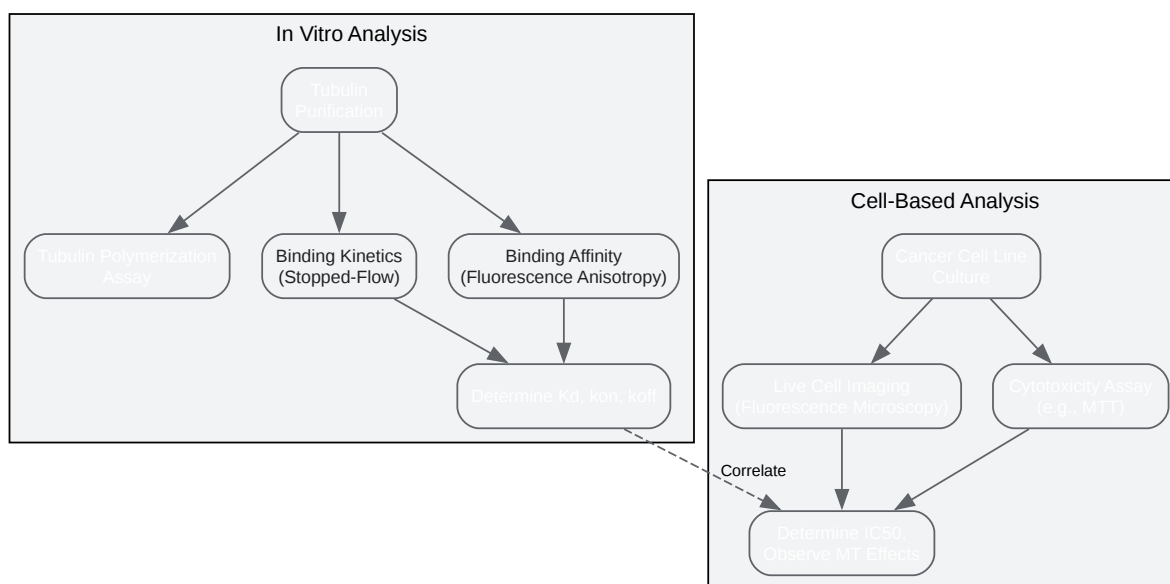 In Vitro Analysis
Tubulin
Purification
Tubulin Polymerization
Assay
Binding Kinetics
(Stopped-Flow)
Binding Affinity
(Fluorescence Anisotropy)
Determine Kd, kon, koff
Correlate
Cell-Based Analysis
Cancer Cell Line
Culture
Live Cell Imaging
(Fluorescence Microscopy)
Cytotoxicity Assay
(e.g., MTT)
Determine IC50,
Observe MT Effects